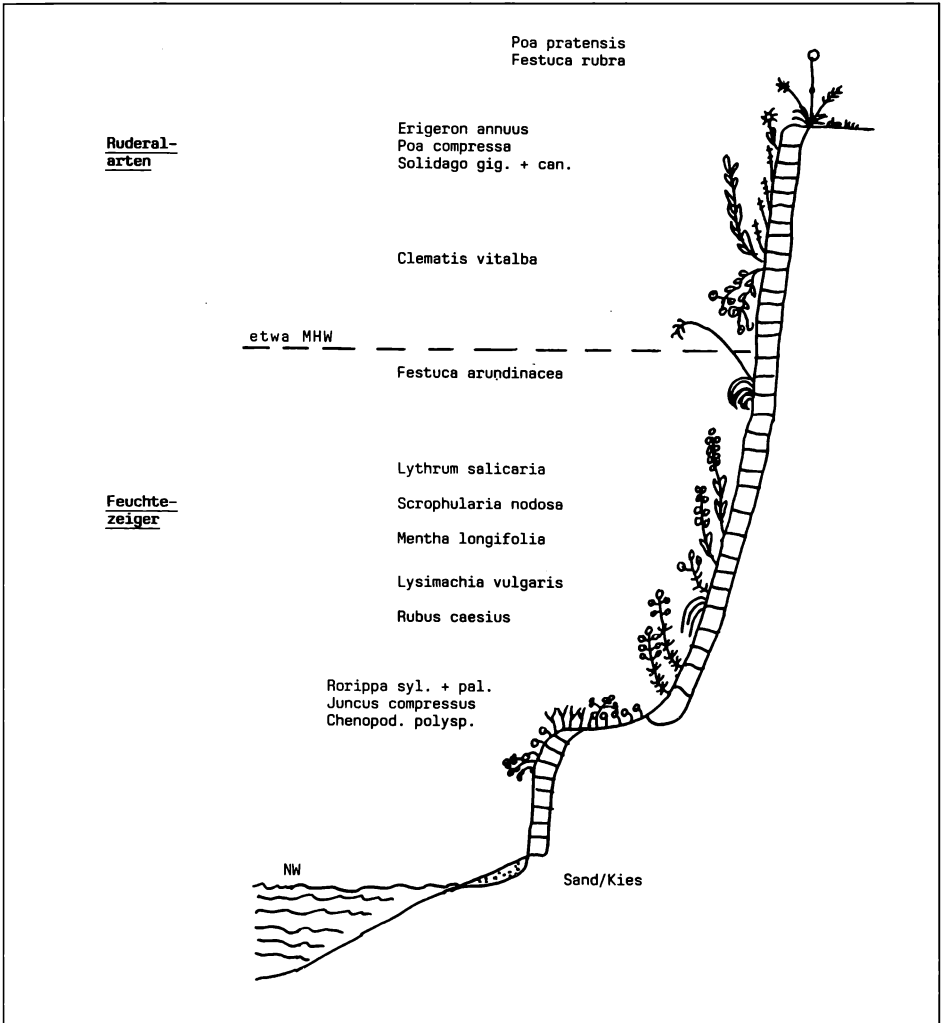 Poa pratensis
Festuca rubra
Ruderal-
arten
Erigeron annuus
Poa compressa
Solidago gig. + can.
Clematis vitalba
etwa MHW
Festuca arundinacea
Lythrum salicaria
Feuchte-
zeiger
Scrophularia nodosa
Mentha longifolia
Lysimachia vulgaris
Rubus caesius
Rorippa syl. + pal.
Juncus compressus
Chenopod. polysp.
NW
Sand/Kies